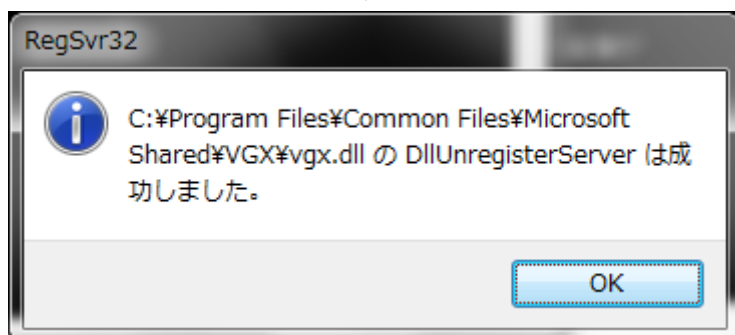 RegSvr32
C:¥Program Files¥Common Files¥Microsoft
Shared¥VGX¥vgx.dll の DllUnregisterServer は成
功しました。
OK